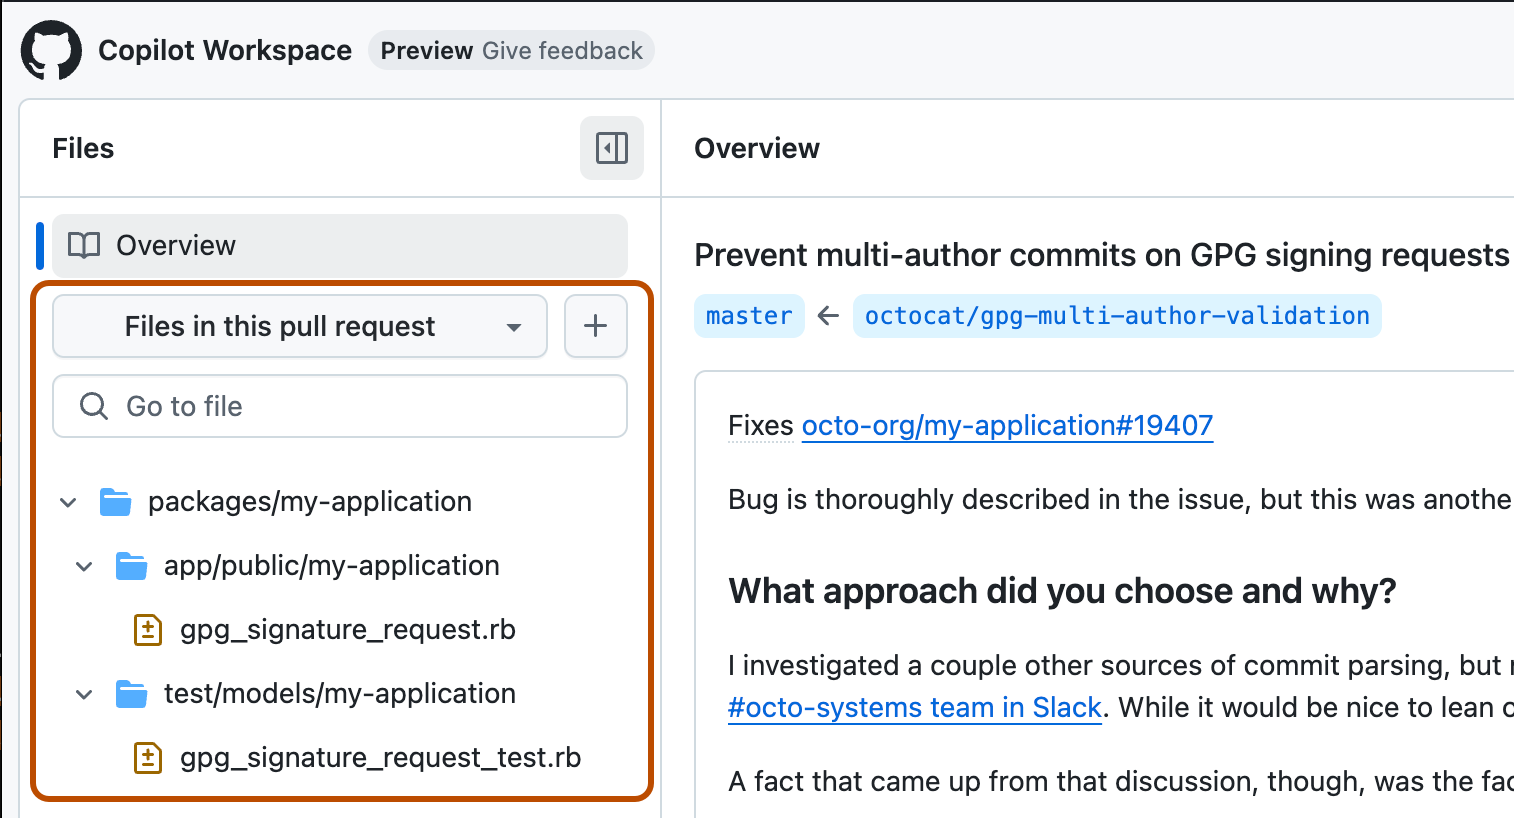 Copilot Workspace Preview Give feedback
Files
Overview
Files in this pull request
Go to file
packages/my-application
app/public/my-application
gpg_signature_request.rb
test/models/my-application
gpg_signature_request_test.rb
Overview
Prevent multi-author commits on GPG signing requests
master ← octocat/gpg-multi-author-validation
Fixes octo-org/my-application#19407
Bug is thoroughly described in the issue, but this was
What approach did you choose and why?
I investigated a couple other sources of commit parsing, but
#octo-systems team in Slack. While it would be nice to lean
A fact that came up from that discussion, though, was the